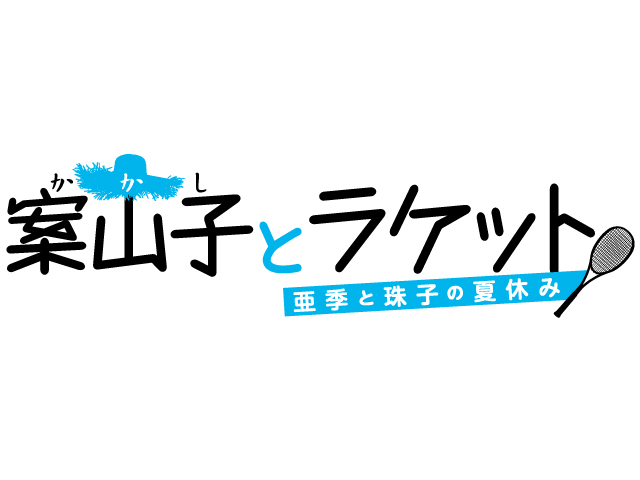 かかし
案山子とラケット
亜季と珠子の夏休み